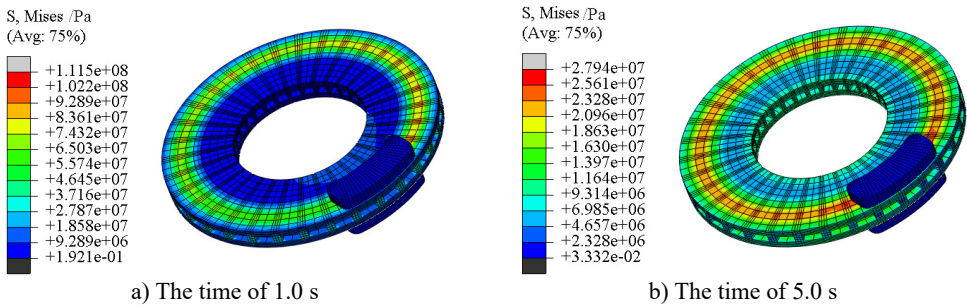 S, Mises /Pa
(Avg: 75%)
+1.115e+08
+1.022e+08
+9.289e+07
+8.361e+07
+7.432e+07
+6.503e+07
+5.574e+07
+4.645e+07
+3.716e+07
+2.787e+07
+1.858e+07
+9.289e+06
+1.921e-01
a) The time of 1.0 s
S, Mises /Pa
(Avg: 75%)
+2.794e+07
+2.561e+07
+2.328e+07
+2.096e+07
+1.863e+07
+1.630e+07
+1.397e+07
+1.164e+07
+9.314e+06
+6.985e+06
+4.657e+06
+2.328e+06
+3.332e-02
b) The time of 5.0 s